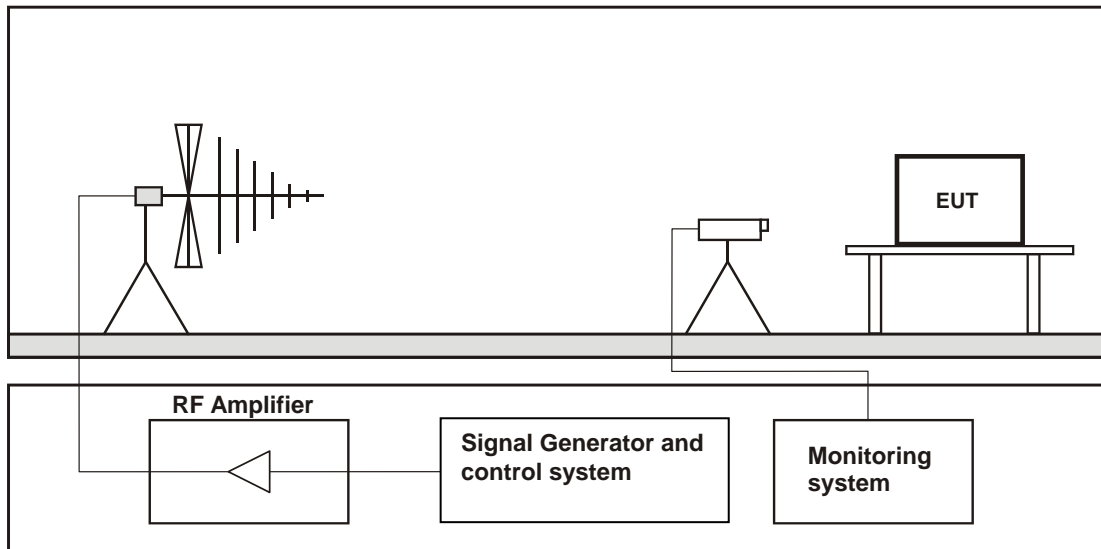 EUT
RF Amplifier
Signal Generator and
control system
Monitoring
system